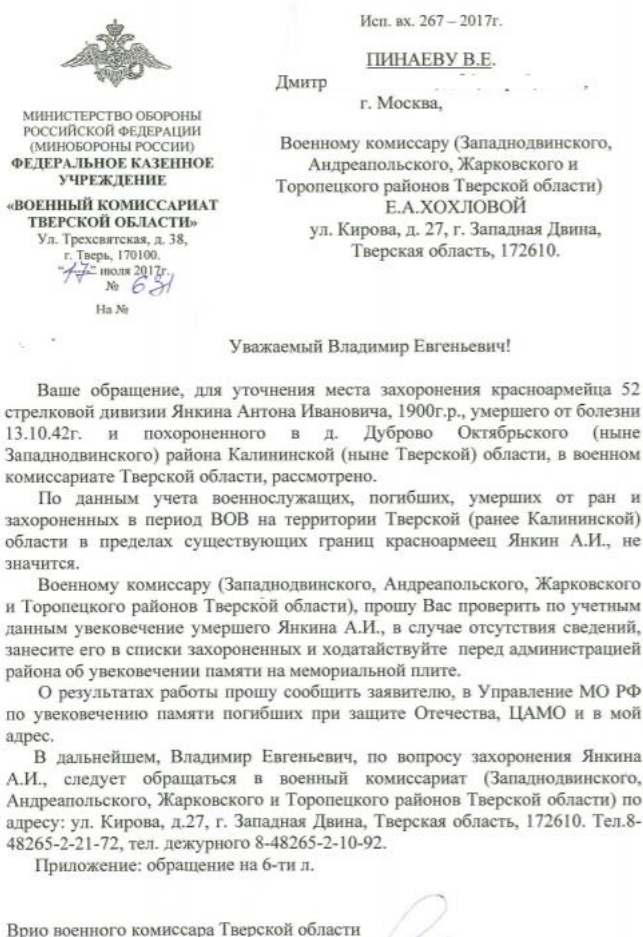 Исп. вх. 267 – 2017г.
ПИНАЕВУ В.Е.
Дмитр
г. Москва,
МИНИСТЕРСТВО ОБОРОНЫ
РОССИЙСКОЙ ФЕДЕРАЦИИ
(МИНОБОРОНЫ РОССИИ)
ФЕДЕРАЛЬНОЕ КАЗЕННОЕ
УЧРЕЖДЕНИЕ
«ВОЕННЫЙ КОМИССАРИАТ
ТВЕРСКОЙ ОБЛАСТИ»
Ул. Трехсвятская, д. 38,
г. Тверь, 170100.
"17" июля 2017г.
№ 631
На №
Военному комиссару (Западнодвинского,
Андреапольского, Жарковского и
Торопецкого районов Тверской области)
Е.А.ХОХЛОВОЙ
ул. Кирова, д. 27, г. Западная Двина,
Тверская область, 172610.
Уважаемый Владимир Евгеньевич!
Ваше обращение, для уточнения места захоронения красноармейца 52
стрелковой дивизии Янкина Антона Ивановича, 1900г.р., умершего от болезни
13.10.42г. и похороненного в д. Дуброво Октябрьского (ныне
Западнодвинского) района Калининской (ныне Тверской) области, в военном
комиссариате Тверской области, рассмотрено.
По данным учета военнослужащих, погибших, умерших от ран и
захороненных в период ВОВ на территории Тверской (ранее Калининской)
области в пределах существующих границ красноармеец Янкин А.И., не
значится.
Военному комиссару (Западнодвинского, Андреапольского, Жарковского
и Торопецкого районов Тверской области), прошу Вас проверить по учетным
данным увековечение умершего Янкина А.И., в случае отсутствия сведений,
занесите его в списки захороненных и ходатайствуйте перед администрацией
района об увековечении памяти на мемориальной плите.
О результатах работы прошу сообщить заявителю, в Управление МО РФ
по увековечению памяти погибших при защите Отечества, ЦАМО и в мой
адрес.
В дальнейшем, Владимир Евгеньевич, по вопросу захоронения Янкина
А.И., следует обращаться в военный комиссариат (Западнодвинского,
Андреапольского, Жарковского и Торопецкого районов Тверской области) по
адресу: ул. Кирова, д.27, г. Западная Двина, Тверская область, 172610. Тел.8-
48265-2-21-72, тел. дежурного 8-48265-2-10-92.
Приложение: обращение на 6-ти л.
Врио военного комиссара Тверской области